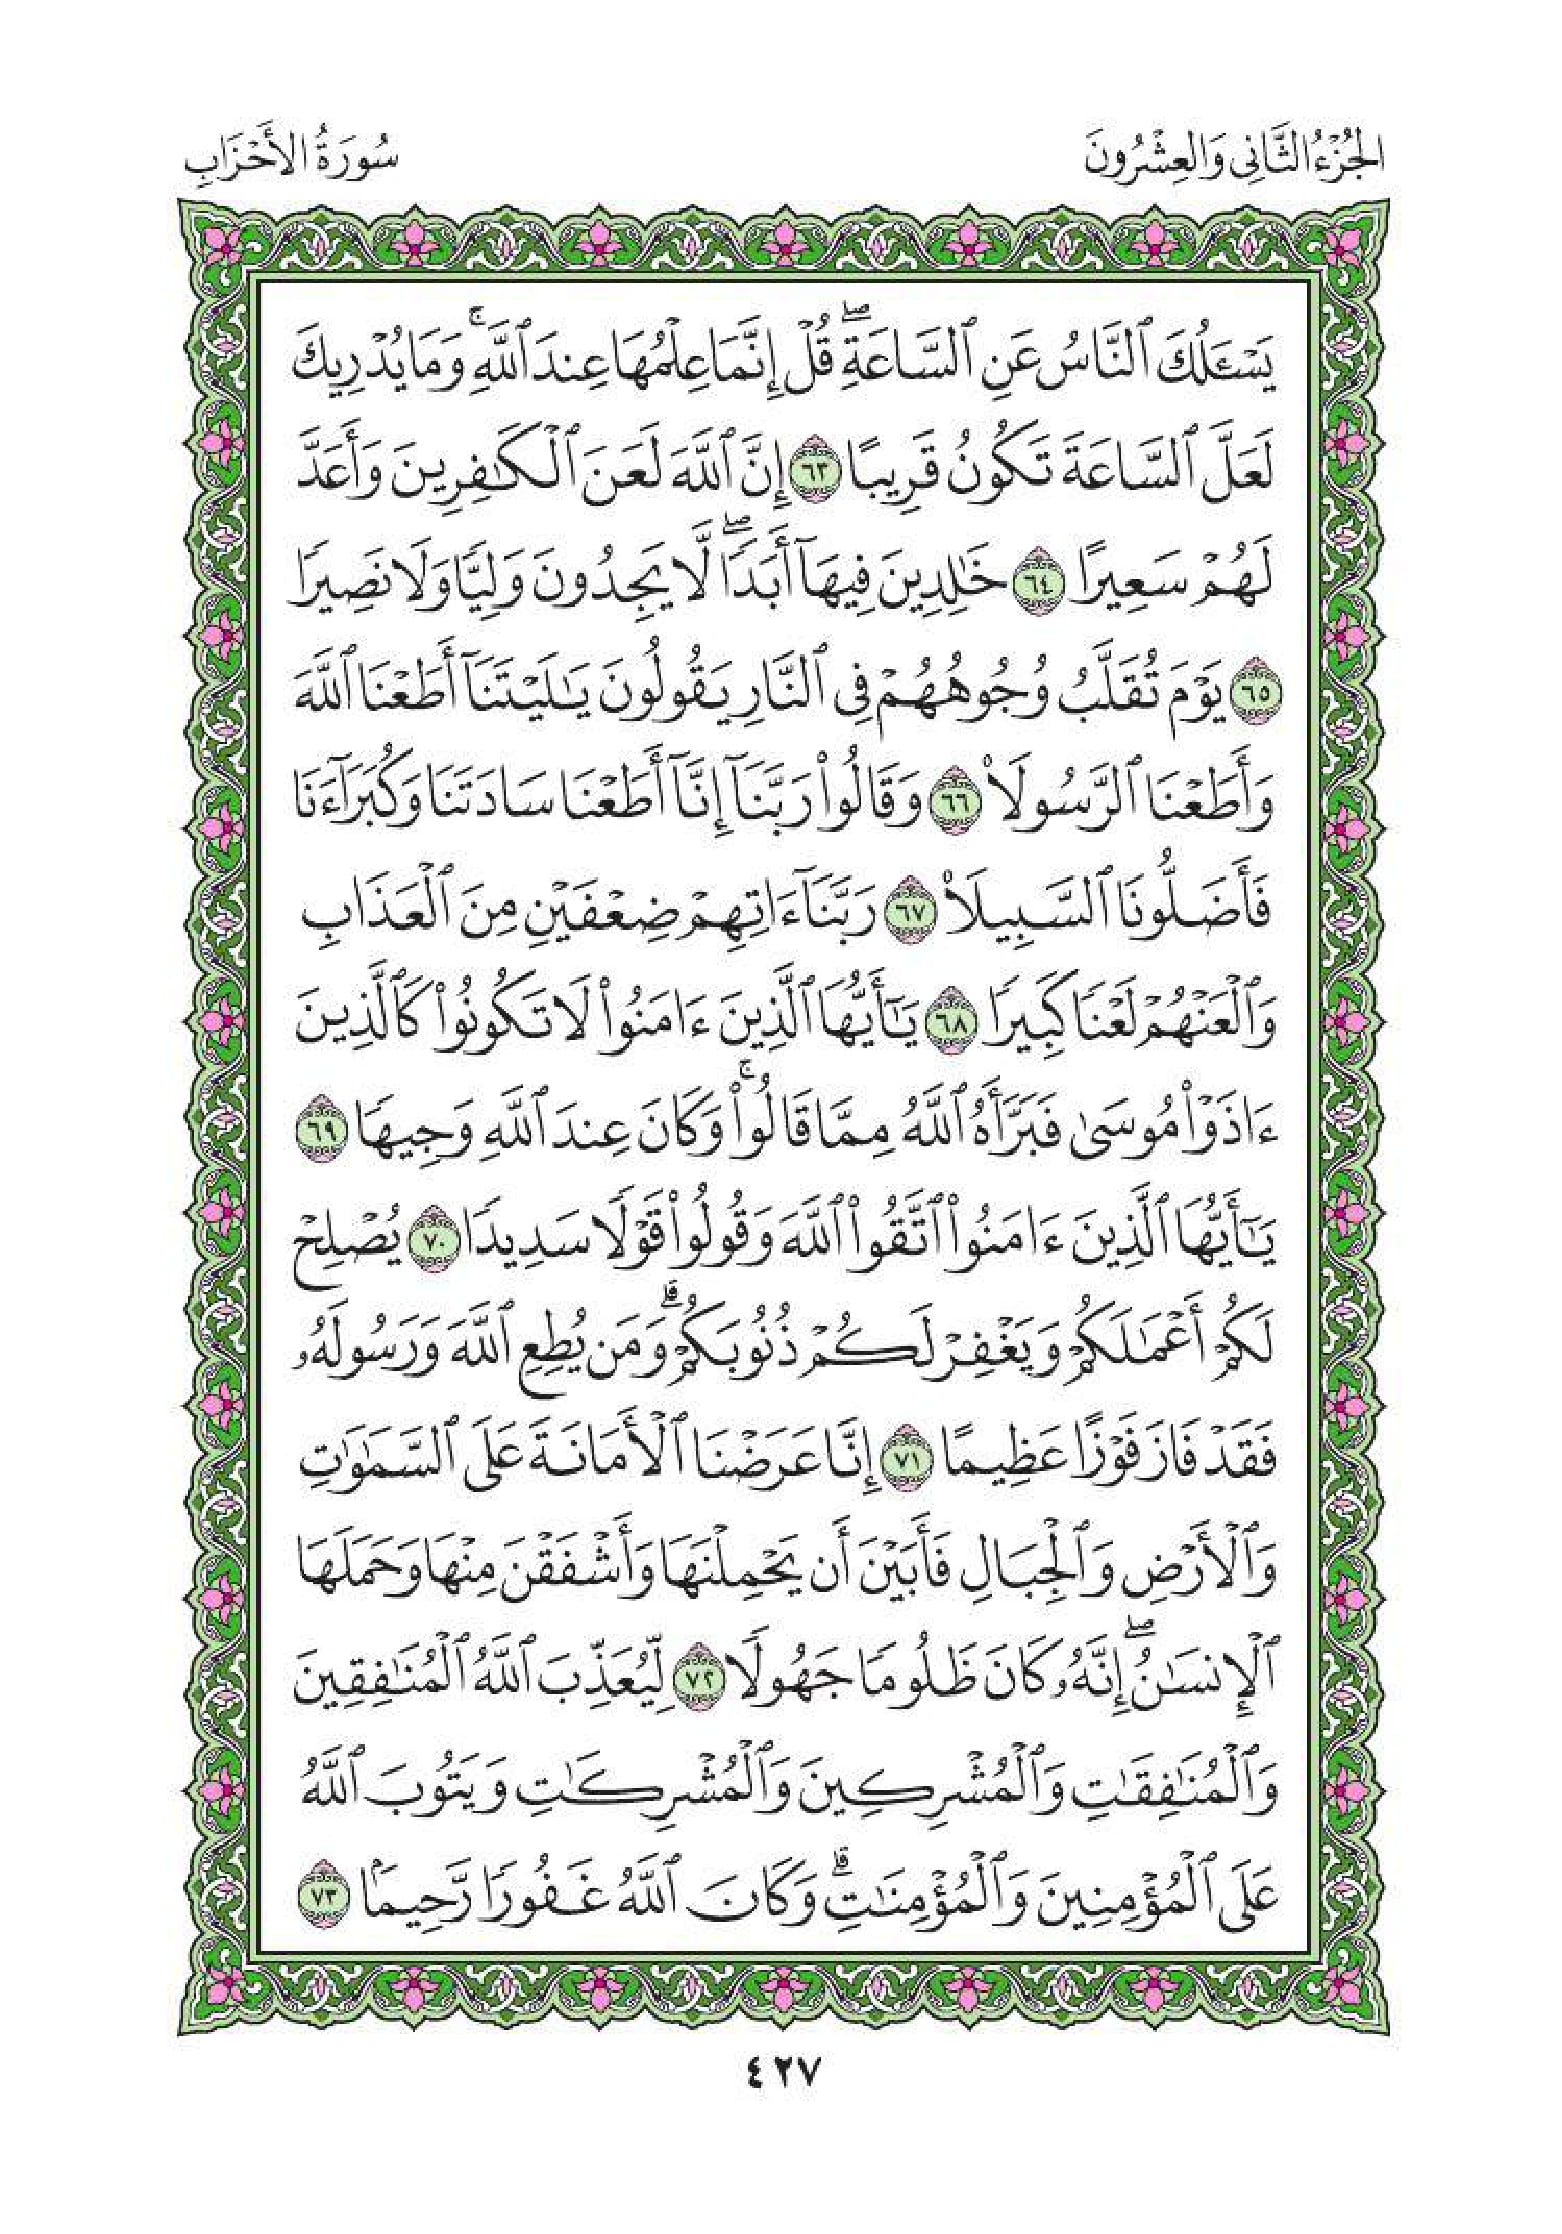 الجُزْءُ الثَّانِي وَالعِشْرُونَ
سُورَةُ الأَحْزَابِ
يَسْـَٔلُكَ ٱلنَّاسُ عَنِ ٱلسَّاعَةِۖ قُلْ إِنَّمَا عِلْمُهَا عِندَ ٱللَّهِۚ وَمَا يُدْرِيكَ
لَعَلَّ ٱلسَّاعَةَ تَكُونُ قَرِيبًا ٦٣ إِنَّ ٱللَّهَ لَعَنَ ٱلْكَـٰفِرِينَ وَأَعَدَّ
لَهُمْ سَعِيرًا ٦٤ خَـٰلِدِينَ فِيهَآ أَبَدًاۖ لَّا يَجِدُونَ وَلِيًّا وَلَا نَصِيرًا
٦٥ يَوْمَ تُقَلَّبُ وُجُوهُهُمْ فِى ٱلنَّارِ يَقُولُونَ يَـٰلَيْتَنَآ أَطَعْنَا ٱللَّهَ
وَأَطَعْنَا ٱلرَّسُولَا۠ ٦٦ وَقَالُوا۟ رَبَّنَآ إِنَّآ أَطَعْنَا سَادَتَنَا وَكُبَرَآءَنَا
فَأَضَلُّونَا ٱلسَّبِيلَا۠ ٦٧ رَبَّنَآ ءَاتِهِمْ ضِعْفَيْنِ مِنَ ٱلْعَذَابِ
وَٱلْعَنْهُمْ لَعْنًا كَبِيرًا ٦٨ يَـٰٓأَيُّهَا ٱلَّذِينَ ءَامَنُوا۟ لَا تَكُونُوا۟ كَٱلَّذِينَ
ءَاذَوْا۟ مُوسَىٰ فَبَرَّأَهُ ٱللَّهُ مِمَّا قَالُوا۟ۚ وَكَانَ عِندَ ٱللَّهِ وَجِيهًا ٦٩
يَـٰٓأَيُّهَا ٱلَّذِينَ ءَامَنُوا۟ ٱتَّقُوا۟ ٱللَّهَ وَقُولُوا۟ قَوْلًا سَدِيدًا ٧٠ يُصْلِحْ
لَكُمْ أَعْمَـٰلَكُمْ وَيَغْفِرْ لَكُمْ ذُنُوبَكُمْۗ وَمَن يُطِعِ ٱللَّهَ وَرَسُولَهُۥ
فَقَدْ فَازَ فَوْزًا عَظِيمًا ٧١ إِنَّا عَرَضْنَا ٱلْأَمَانَةَ عَلَى ٱلسَّمَـٰوَٰتِ
وَٱلْأَرْضِ وَٱلْجِبَالِ فَأَبَيْنَ أَن يَحْمِلْنَهَا وَأَشْفَقْنَ مِنْهَا وَحَمَلَهَا
ٱلْإِنسَـٰنُۖ إِنَّهُۥ كَانَ ظَلُومًا جَهُولًا ٧٢ لِّيُعَذِّبَ ٱللَّهُ ٱلْمُنَـٰفِقِينَ
وَٱلْمُنَـٰفِقَـٰتِ وَٱلْمُشْرِكِينَ وَٱلْمُشْرِكَـٰتِ وَيَتُوبَ ٱللَّهُ
عَلَى ٱلْمُؤْمِنِينَ وَٱلْمُؤْمِنَـٰتِۗ وَكَانَ ٱللَّهُ غَفُورًا رَّحِيمًۢا ٧٣
٤٢٧